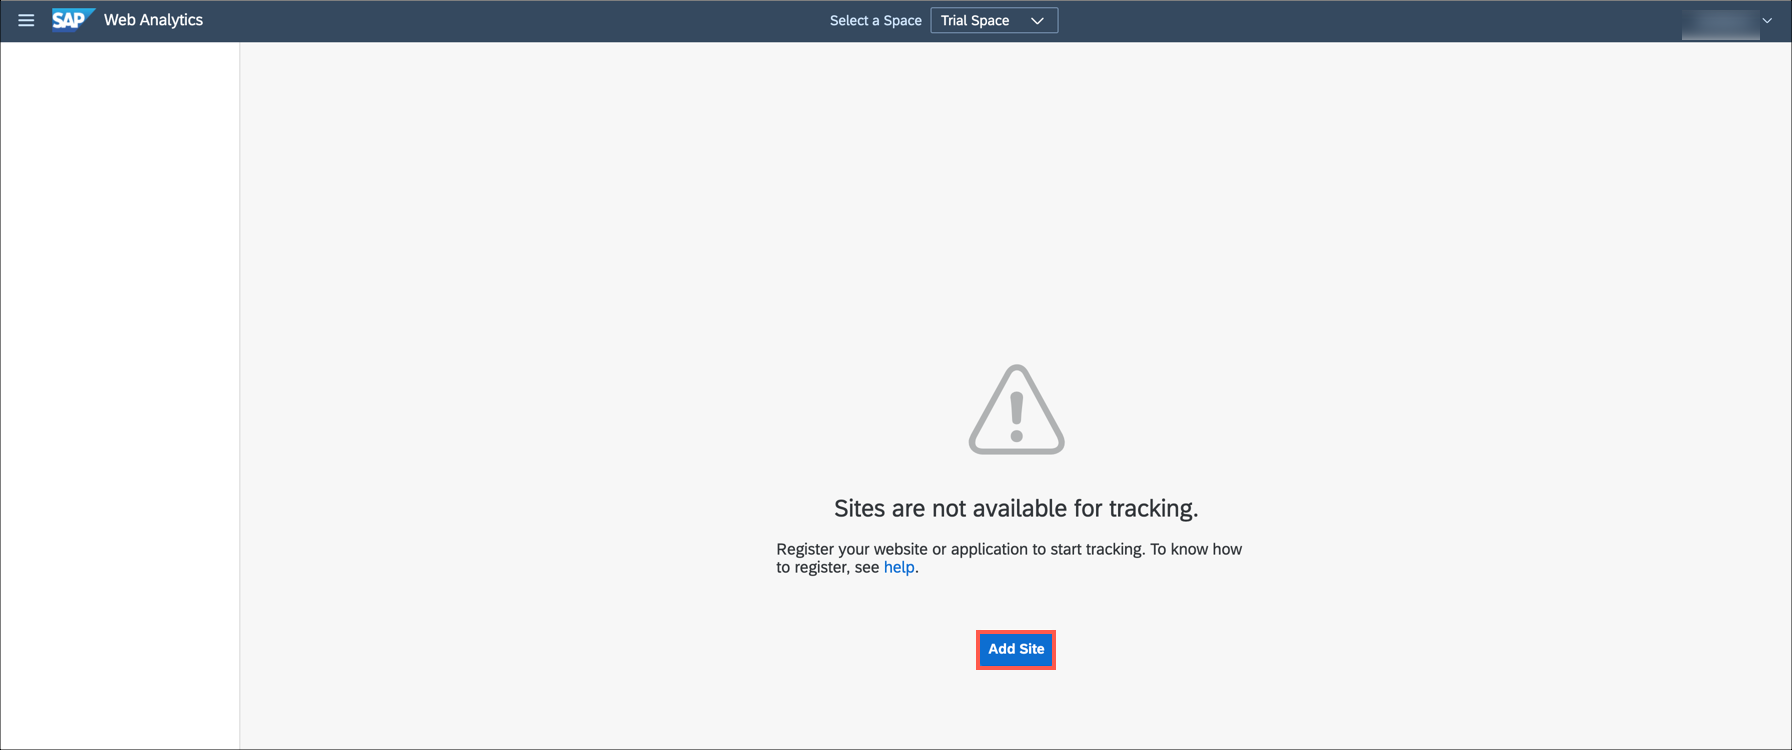 SAP Web Analytics
Select a Space Trial Space
Sites are not available for tracking.
Register your website or application to start tracking. To know how
to register, see help.
Add Site